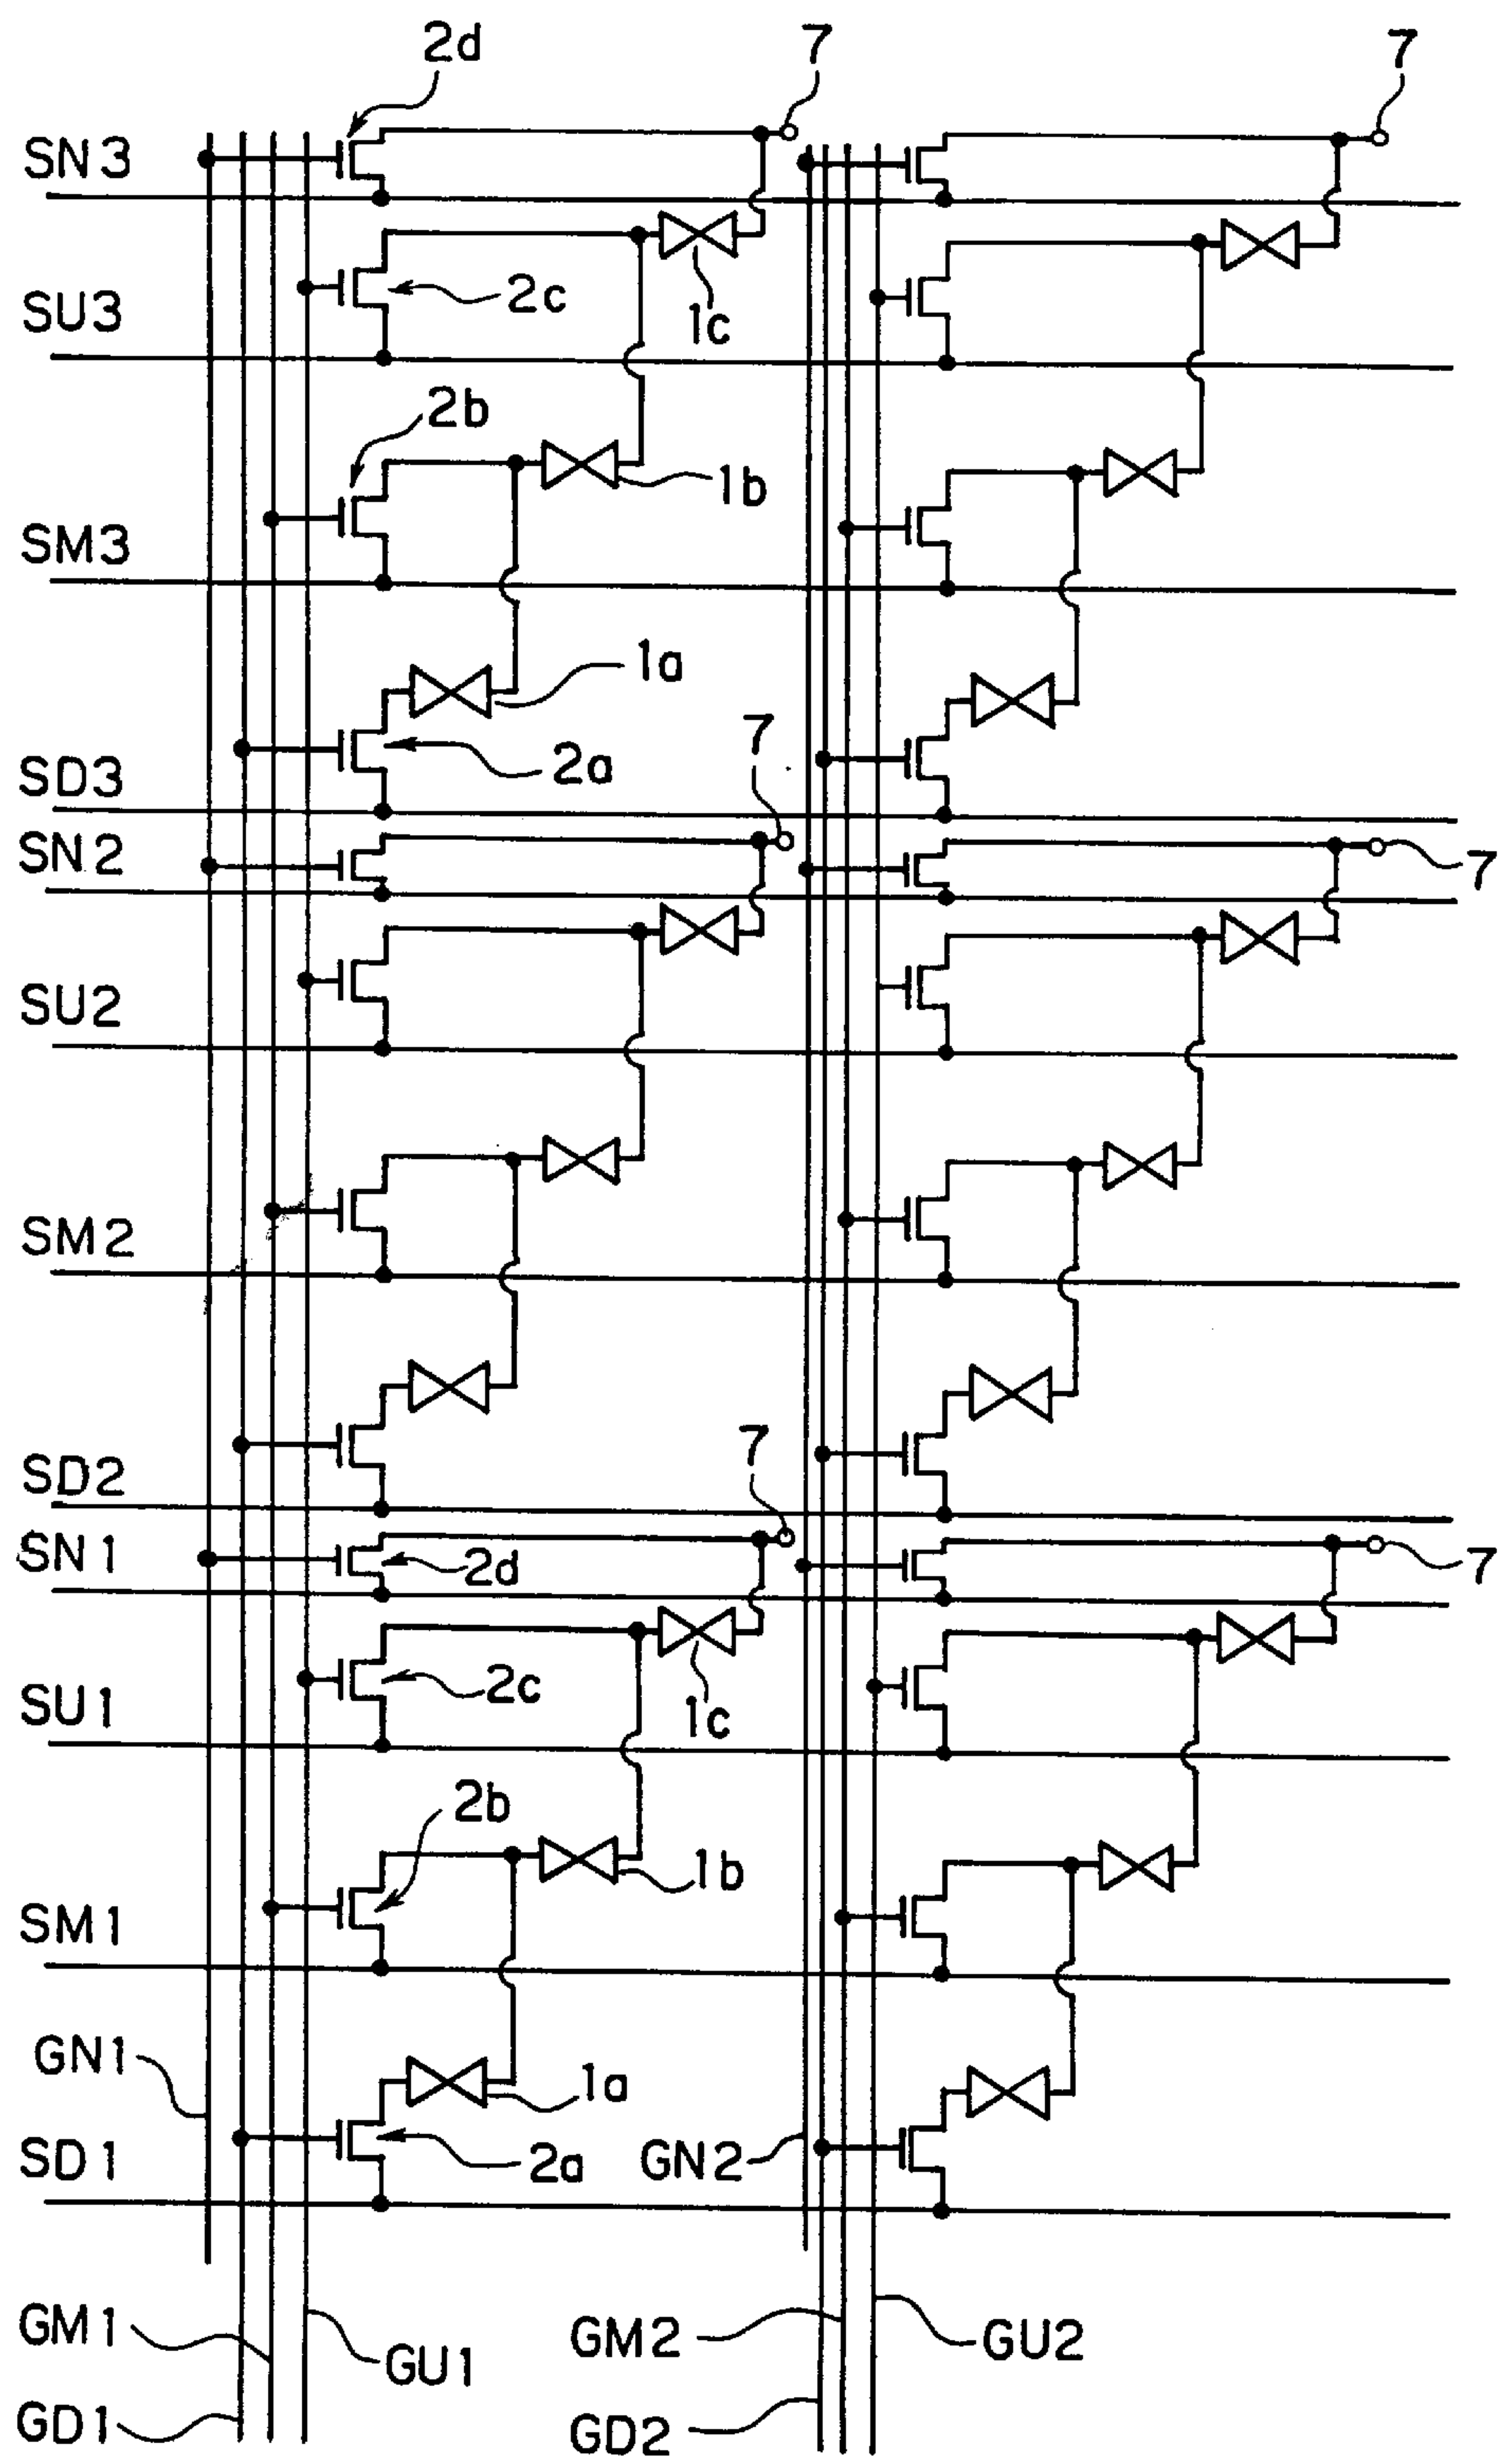 2d
7
7
SN3
SU3
2c
1c
2b
1b
SM3
1a
7
2a
SD3
SN2
7
SU2
SM2
7
SD2
SN1
2d
7
2c
SU1
1c
2b
1b
SM1
GN1
1a
SD1
2a
GN2
GM1
GU1
GM2
GU2
GD1
GD2